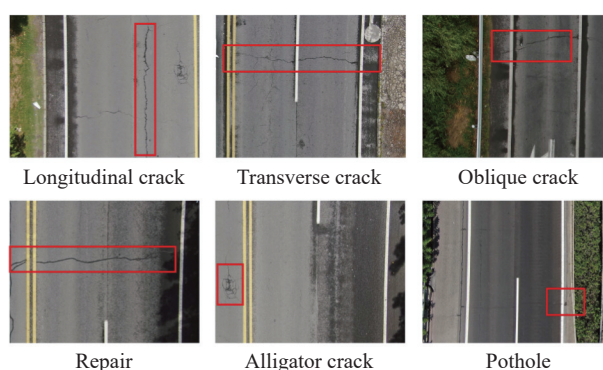 Longitudinal crack
Transverse crack
Oblique crack
Repair
Alligator crack
Pothole